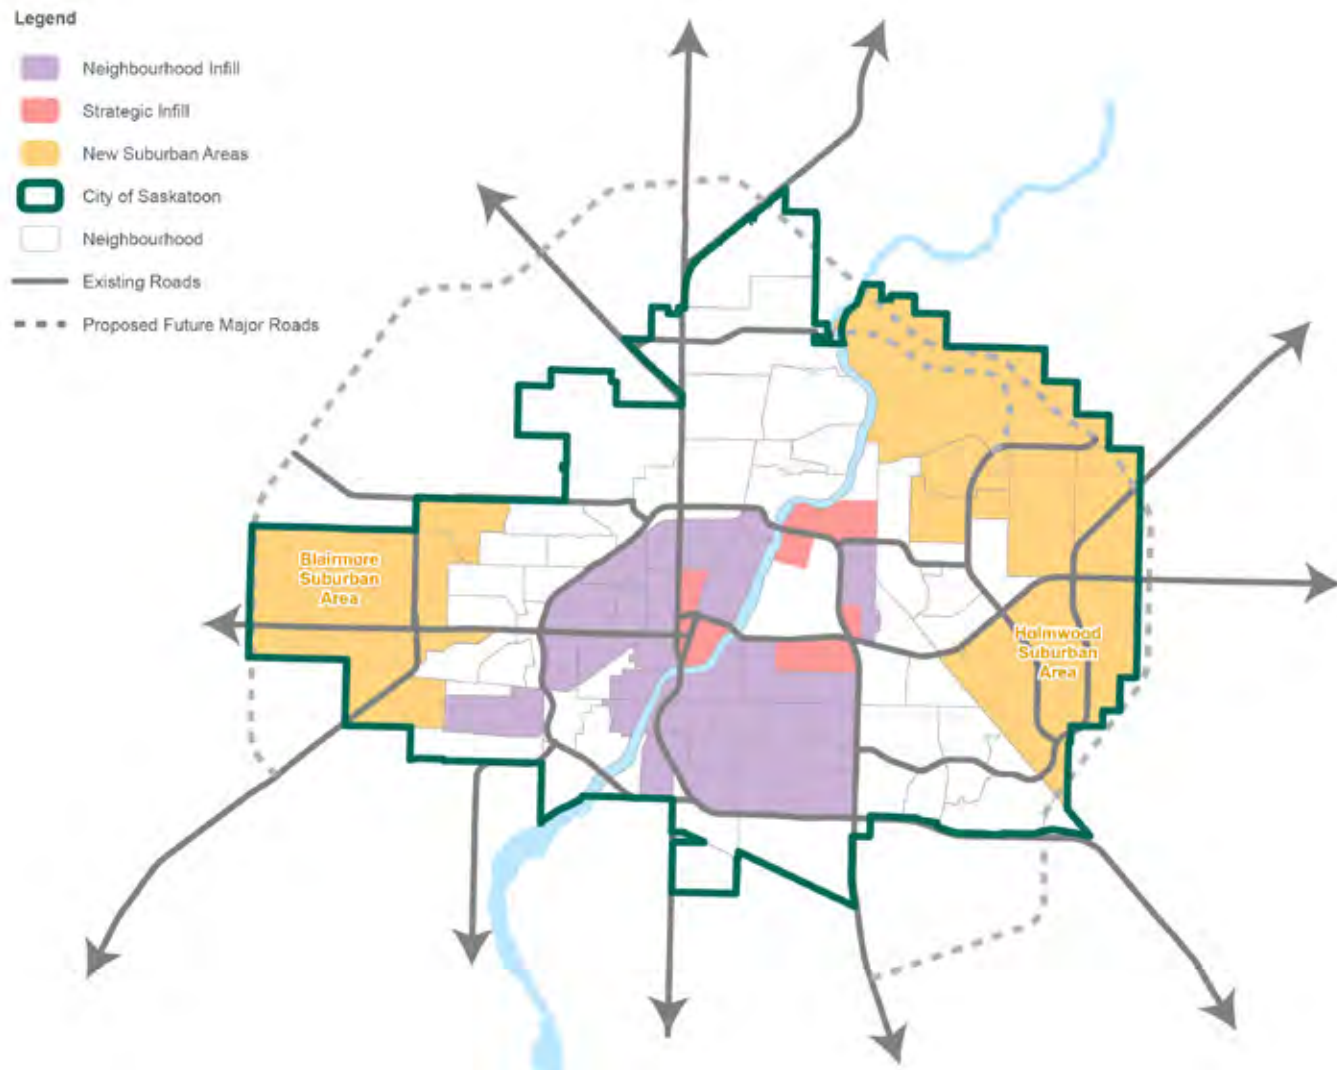 Legend
Neighbourhood Infill
Strategic Infill
New Suburban Areas
City of Saskatoon
Neighbourhood
Existing Roads
Proposed Future Major Roads
Blairmore
Suburban
Area
Holmwood
Suburban
Area